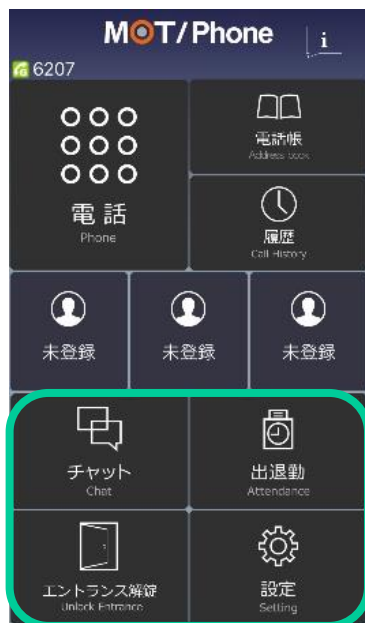 MOT/Phone
i
6207
電話
Phone
電話帳
Address book
履歴
Call History
未登録
未登録
未登録
チャット
Chat
出退勤
Attendance
エントランス解錠
Unlock Entrance
設定
Setting